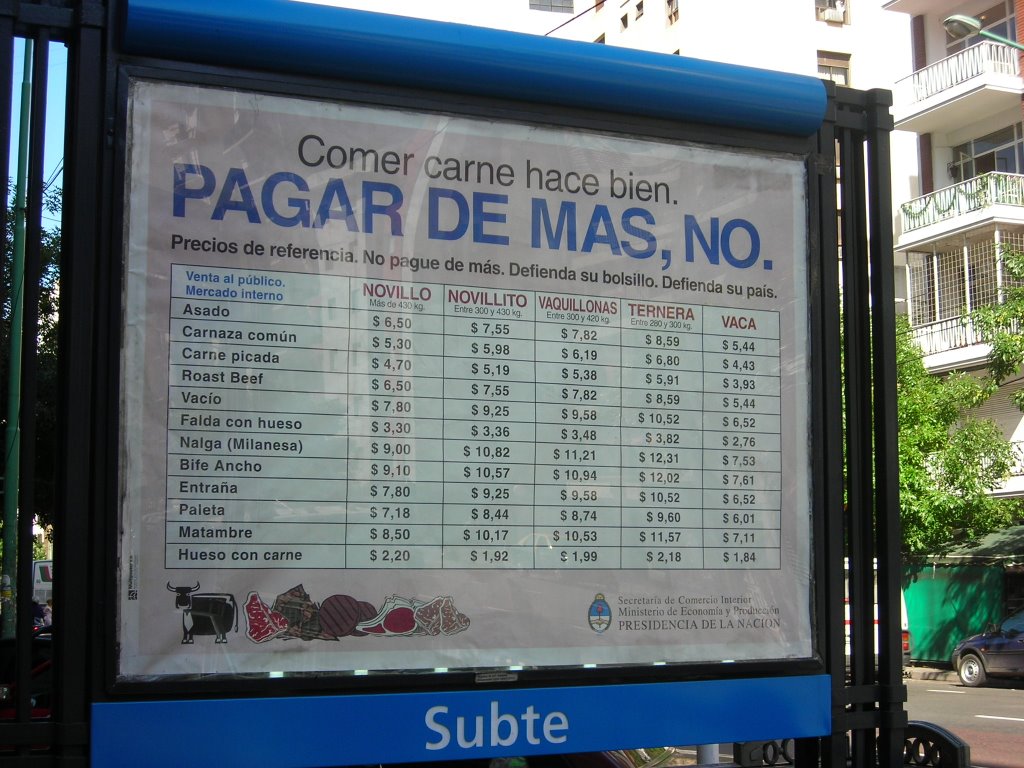 Comer carne hace bien.
PAGAR DE MAS, NO.
Precios de referencia. No pague de más. Defienda su bolsillo. Defienda su país.
Venta al público. Mercado interno NOVILLO Más de 430 kg. NOVILLITO Entre 300 y 430 kg. VAQUILLONAS Entre 300 y 420 kg. TERNERA Entre 280 y 300 kg. VACA
Asado $ 6,50 $ 7,55 $ 7,82 $ 8,59 $ 5,44
Carnaza común $ 5,30 $ 5,98 $ 6,19 $ 6,80 $ 4,43
Carne picada $ 4,70 $ 5,19 $ 5,38 $ 5,91 $ 3,93
Roast Beef $ 6,50 $ 7,55 $ 7,82 $ 8,59 $ 5,44
Vacío $ 7,80 $ 9,25 $ 9,58 $ 10,52 $ 6,52
Falda con hueso $ 3,30 $ 3,36 $ 3,48 $ 3,82 $ 2,76
Nalga (Milanesa) $ 9,00 $ 10,82 $ 11,21 $ 12,31 $ 7,53
Bife Ancho $ 9,10 $ 10,57 $ 10,94 $ 12,02 $ 7,61
Entraña $ 7,80 $ 9,25 $ 9,58 $ 10,52 $ 6,52
Paleta $ 7,18 $ 8,44 $ 8,74 $ 9,60 $ 6,01
Matambre $ 8,50 $ 10,17 $ 10,53 $ 11,57 $ 7,11
Hueso con carne $ 2,20 $ 1,92 $ 1,99 $ 2,18 $ 1,84
Secretaría de Comercio Interior
Ministerio de Economía y Producción
PRESIDENCIA DE LA NACION
Subte